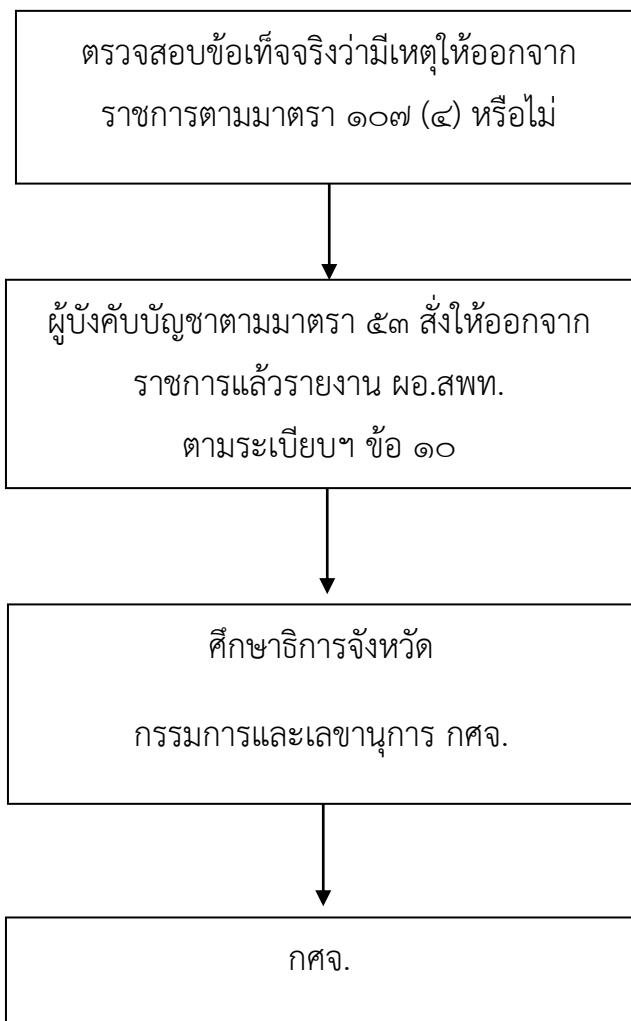 ตรวจสอบข้อเท็จจริงว่ามีเหตุให้ออกจาก
ราชการตามมาตรา ๑๐๗ (๔) หรือไม่
ผู้บังคับบัญชาตามมาตรา ๕๓ สั่งให้ออกจาก
ราชการแล้วรายงาน ผอ.สพท.
ตามระเบียบฯ ข้อ ๑๐
ศึกษาธิการจังหวัด
กรรมการและเลขานุการ กศจ.
กศจ.